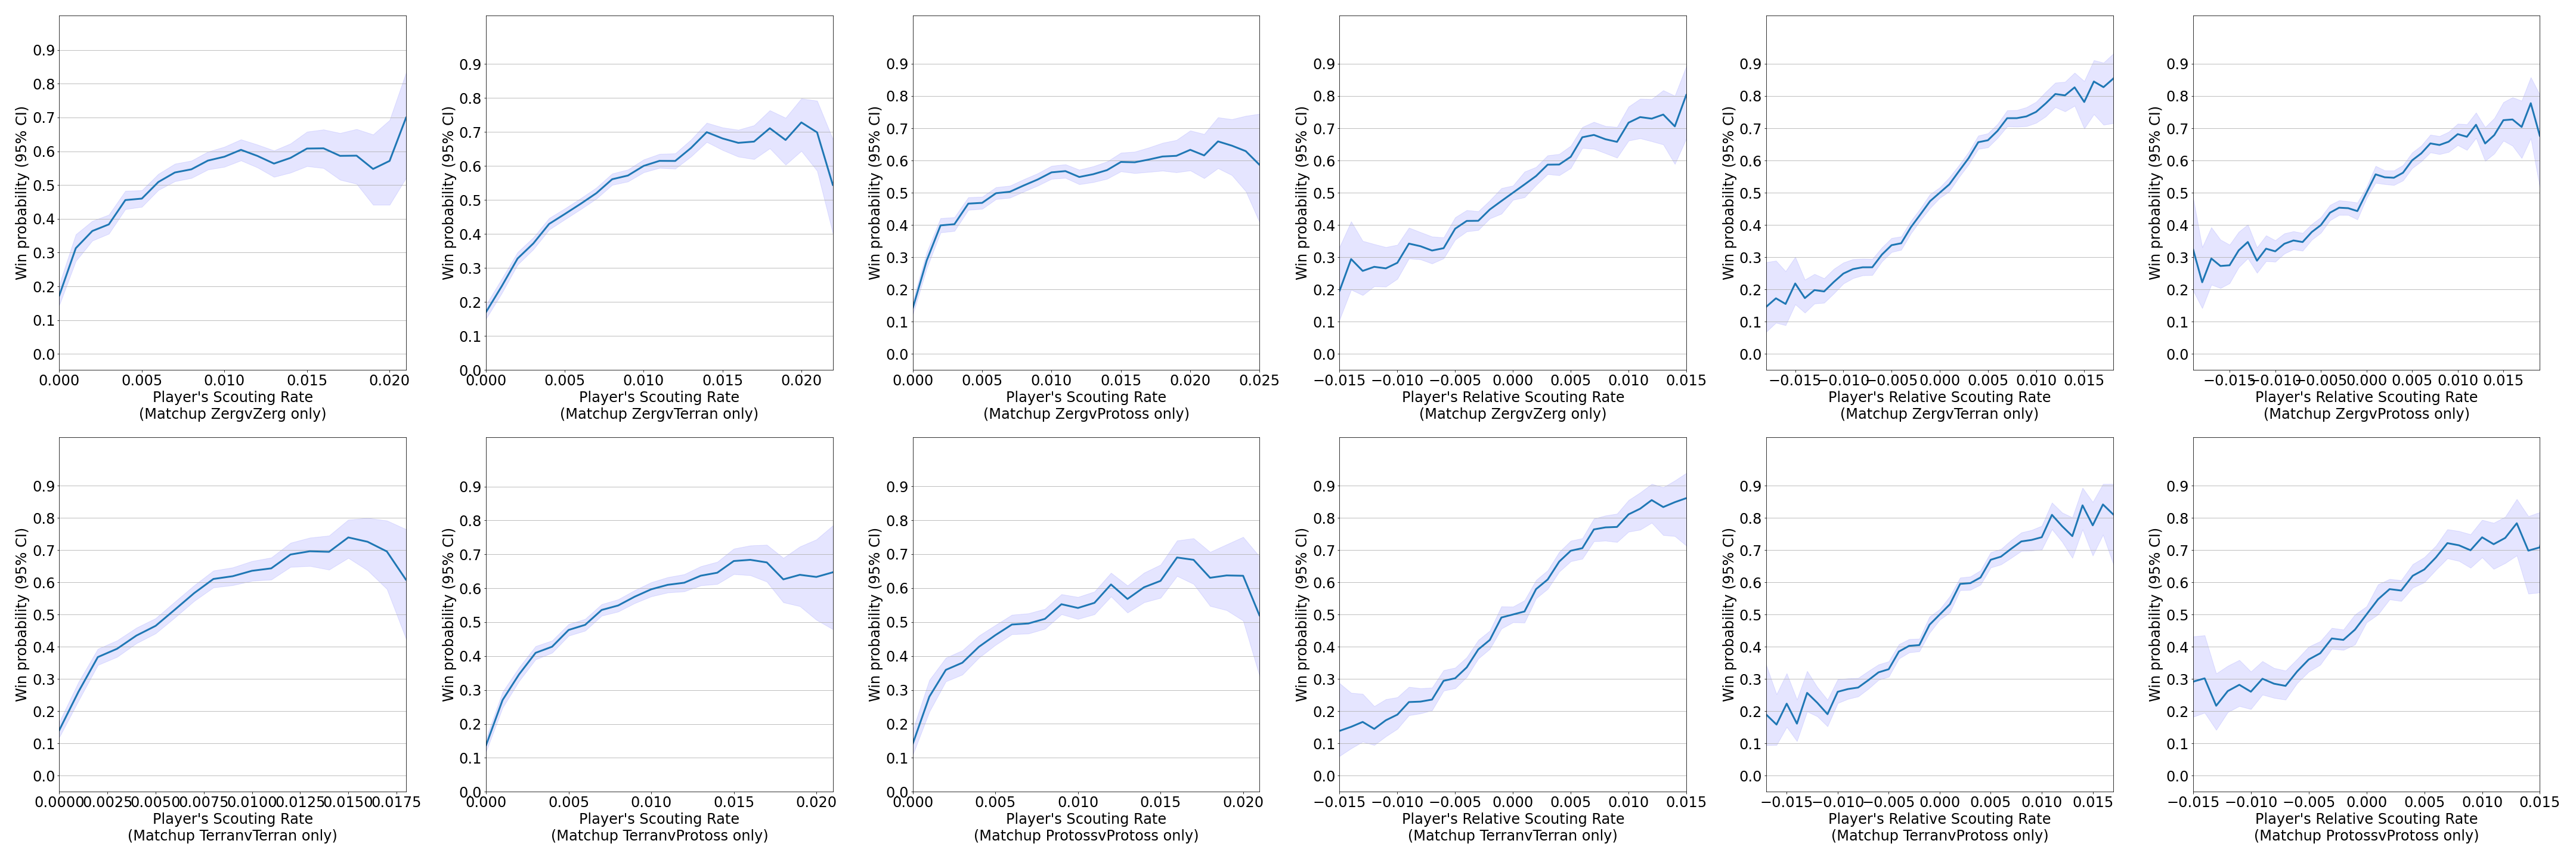 Win probability (95% CI)
0.9
0.8
0.7
0.6
0.5
0.4
0.3
0.2
0.1
0.0
0.000 0.005 0.010 0.015 0.020
Player's Scouting Rate
(Matchup ZergvZerg only)
Win probability (95% CI)
0.9
0.8
0.7
0.6
0.5
0.4
0.3
0.2
0.1
0.0
0.000 0.005 0.010 0.015 0.020
Player's Scouting Rate
(Matchup ZergvTerran only)
Win probability (95% CI)
0.9
0.8
0.7
0.6
0.5
0.4
0.3
0.2
0.1
0.0
0.000 0.005 0.010 0.015 0.020 0.025
Player's Scouting Rate
(Matchup ZergvProtoss only)
Win probability (95% CI)
0.9
0.8
0.7
0.6
0.5
0.4
0.3
0.2
0.1
0.0
−0.015 −0.010 −0.005 0.000 0.005 0.010 0.015
Player's Relative Scouting Rate
(Matchup ZergvZerg only)
Win probability (95% CI)
0.9
0.8
0.7
0.6
0.5
0.4
0.3
0.2
0.1
0.0
−0.015 −0.010 −0.005 0.000 0.005 0.010 0.015
Player's Relative Scouting Rate
(Matchup ZergvTerran only)
Win probability (95% CI)
0.9
0.8
0.7
0.6
0.5
0.4
0.3
0.2
0.1
0.0
−0.015 −0.010 −0.005 0.000 0.005 0.010 0.015
Player's Relative Scouting Rate
(Matchup ZergvProtoss only)
Win probability (95% CI)
0.9
0.8
0.7
0.6
0.5
0.4
0.3
0.2
0.1
0.0
0.0000 0.0025 0.0050 0.0075 0.0100 0.0125 0.0150 0.0175
Player's Scouting Rate
(Matchup TerranvTerran only)
Win probability (95% CI)
0.9
0.8
0.7
0.6
0.5
0.4
0.3
0.2
0.1
0.0
0.000 0.005 0.010 0.015 0.020
Player's Scouting Rate
(Matchup TerranvProtoss only)
Win probability (95% CI)
0.9
0.8
0.7
0.6
0.5
0.4
0.3
0.2
0.1
0.0
0.000 0.005 0.010 0.015 0.020
Player's Scouting Rate
(Matchup ProtossvProtoss only)
Win probability (95% CI)
0.9
0.8
0.7
0.6
0.5
0.4
0.3
0.2
0.1
0.0
−0.015 −0.010 −0.005 0.000 0.005 0.010 0.015
Player's Relative Scouting Rate
(Matchup TerranvTerran only)
Win probability (95% CI)
0.9
0.8
0.7
0.6
0.5
0.4
0.3
0.2
0.1
0.0
−0.015 −0.010 −0.005 0.000 0.005 0.010 0.015
Player's Relative Scouting Rate
(Matchup TerranvProtoss only)
Win probability (95% CI)
0.9
0.8
0.7
0.6
0.5
0.4
0.3
0.2
0.1
0.0
−0.015 −0.010 −0.005 0.000 0.005 0.010 0.015
Player's Relative Scouting Rate
(Matchup ProtossvProtoss only)